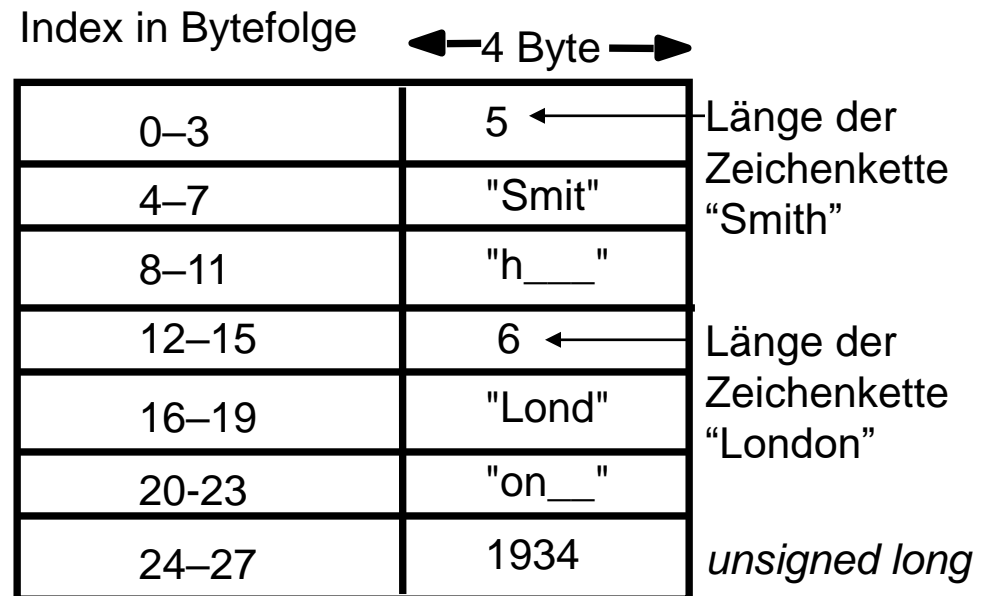 Index in Bytefolge
4 Byte
0–3 5 Länge der
Zeichenkette
4–7 "Smit" “Smith”
8–11 "h___"
12–15 6 Länge der
Zeichenkette
16–19 "Lond" “London”
20-23 "on__"
24–27 1934 unsigned long